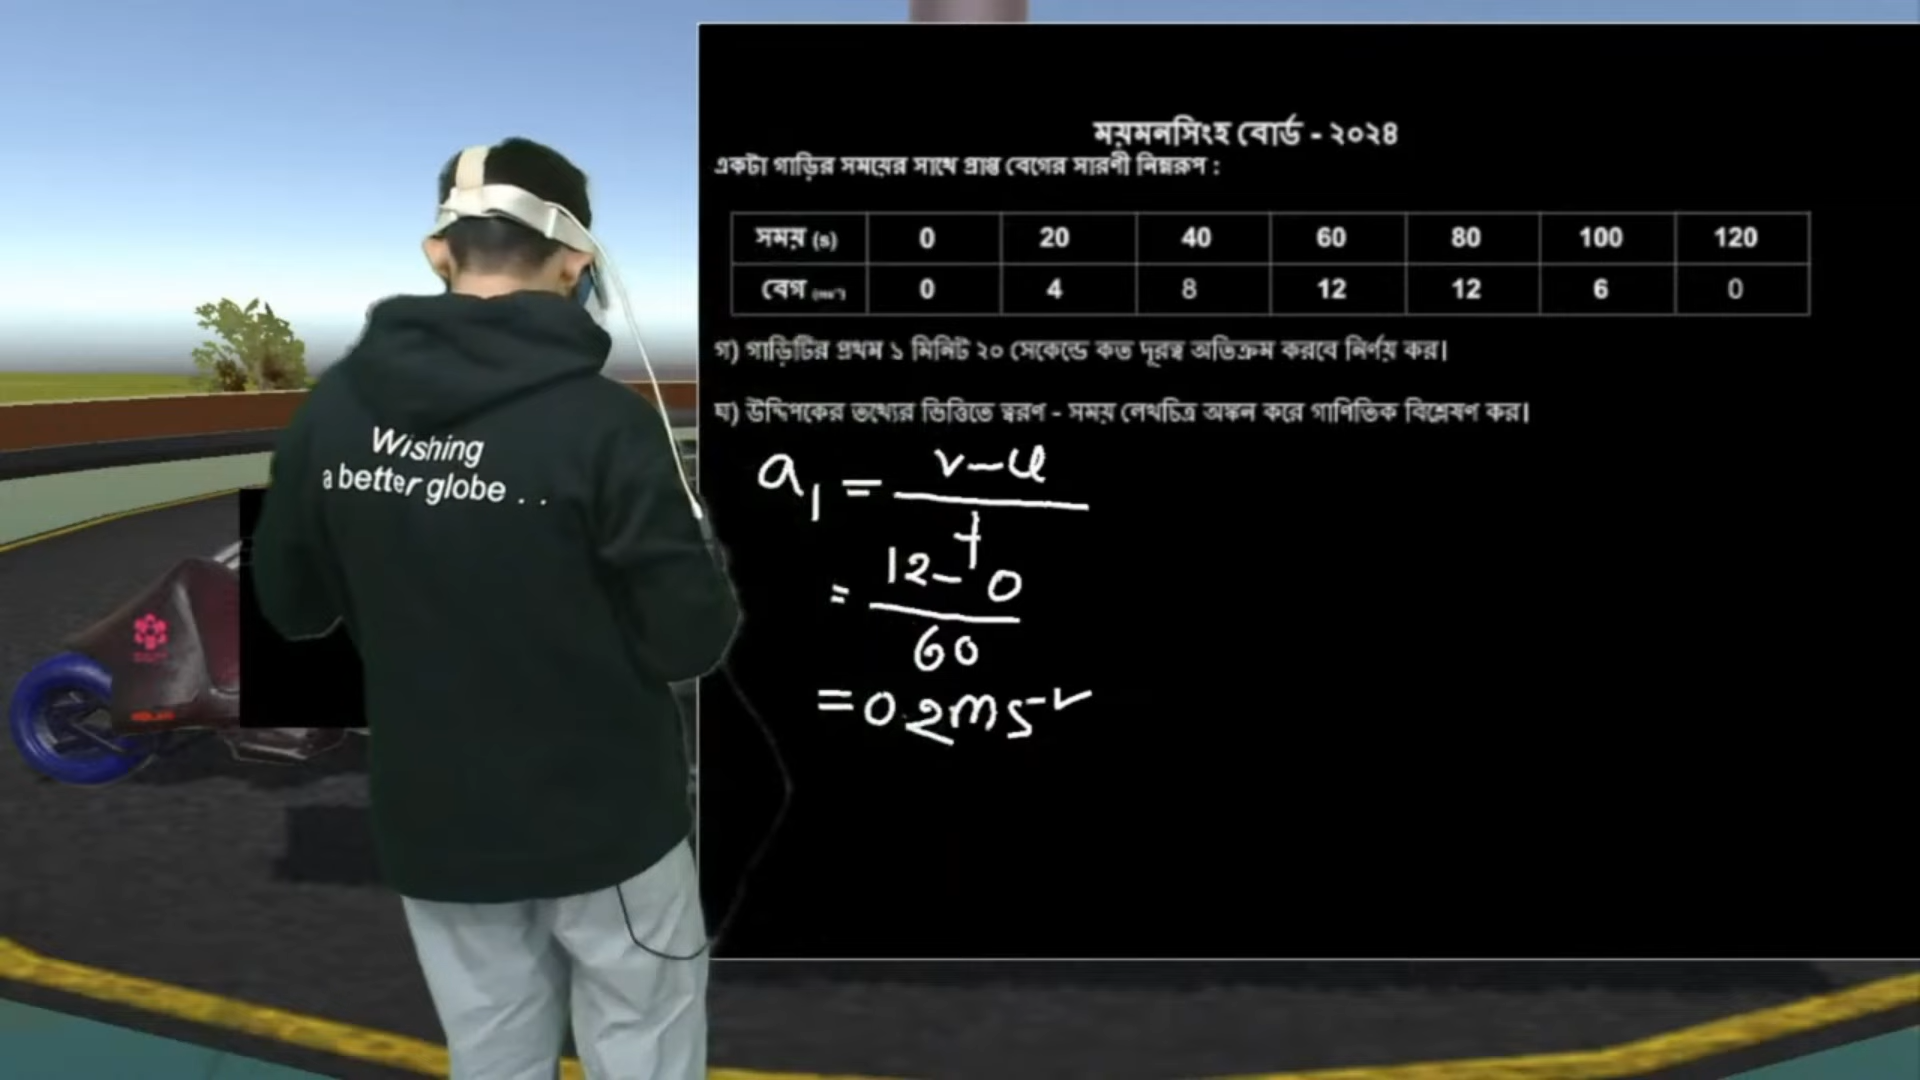 ময়মনসিংহ বোর্ড - ২০২৪
একটা গাড়ির সময়ের সাথে প্রাপ্ত বেগের সারণী নিম্নরূপ :
সময় (s) 0 20 40 60 80 100 120
বেগ (ms⁻¹) 0 4 8 12 12 6 0
গ) গাড়িটির প্রথম ১ মিনিট ২০ সেকেন্ডে কত দূরত্ব অতিক্রম করবে নির্ণয় কর।
ঘ) উদ্দিপকের তথ্যের ভিত্তিতে ত্বরণ - সময় লেখচিত্র অঙ্কন করে গাণিতিক বিশ্লেষণ কর।
a₁ = v-u
t
= 12-0
60
= 0.2ms⁻²
Wishing
a better globe . .